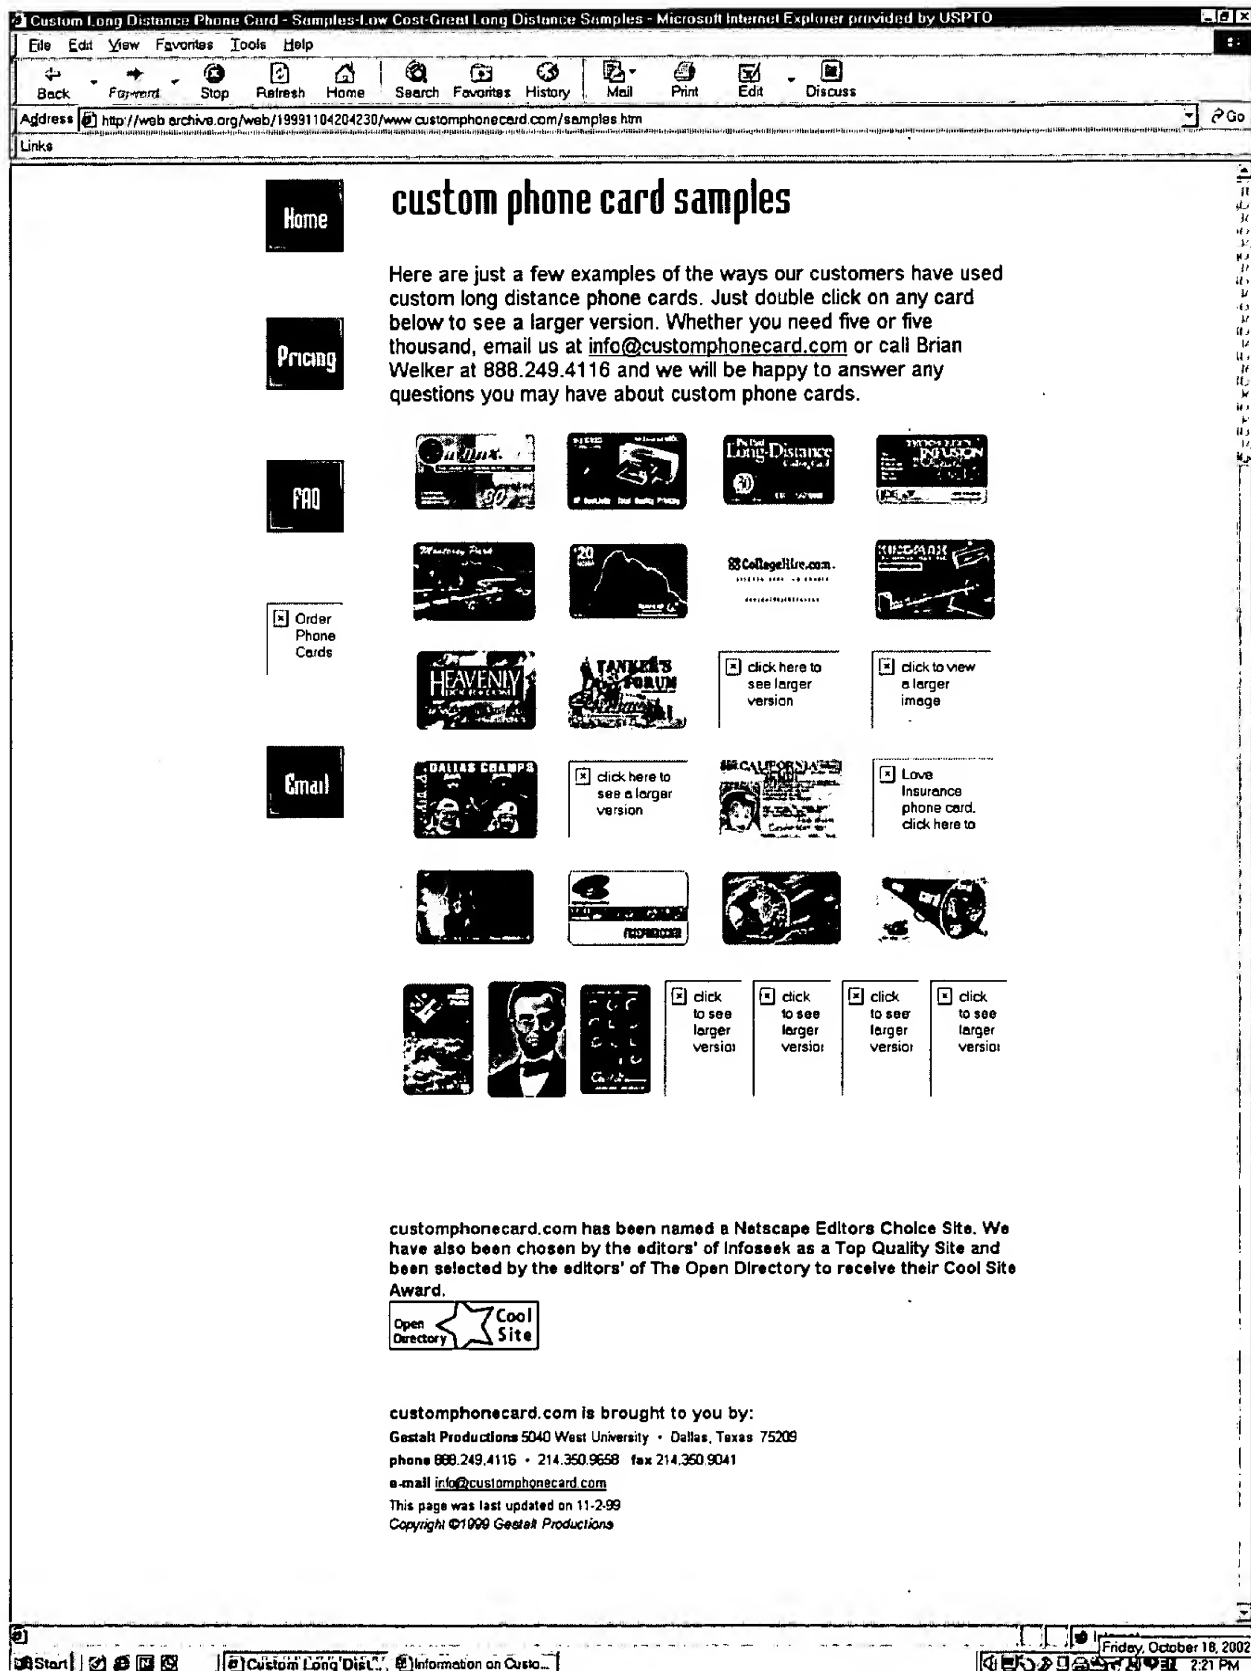 Custom Long Distance Phone Card - Samples-Low Cost-Great Long Distance Samples - Microsoft Internet Explorer provided by USPTO
File Edit View Favorites Tools Help
Back Forward Stop Refresh Home Search Favorites History Mail Print Edit Discuss
Address http://web.archive.org/web/19991104204230/www.customphonecard.com/samples.htm Go
Links
Home
custom phone card samples
Here are just a few examples of the ways our customers have used
custom long distance phone cards. Just double click on any card
below to see a larger version. Whether you need five or five
thousand, email us at info@customphonecard.com or call Brian
Welker at 888.249.4116 and we will be happy to answer any
questions you may have about custom phone cards.
Pricing
FAQ
Order
Phone
Cards
Email
Long-Distance
INFUSION
Monterey Park
$20
CollegeHire.com.
KINGMAX
HEAVENLY
TANKER'S
FORUM
click here to
see larger
version
click to view
a larger
image
DALLAS CHAMPS
click here to
see a larger
version
CALIFORNIA
Love
Insurance
phone card.
click here to
click
to see
larger
version
click
to see
larger
version
click
to see
larger
version
click
to see
larger
version
customphonecard.com has been named a Netscape Editors Choice Site. We
have also been chosen by the editors' of Infoseek as a Top Quality Site and
been selected by the editors' of The Open Directory to receive their Cool Site
Award.
Open
Directory
Cool
Site
customphonecard.com is brought to you by:
Gestalt Productions 5040 West University • Dallas, Texas 75209
phone 888.249.4116 • 214.350.9658 fax 214.350.9041
e-mail info@customphonecard.com
This page was last updated on 11-2-99
Copyright ©1999 Gestalt Productions
Friday, October 18, 2002
Start Custom Long Dist... Information on Custo... 2:21 PM